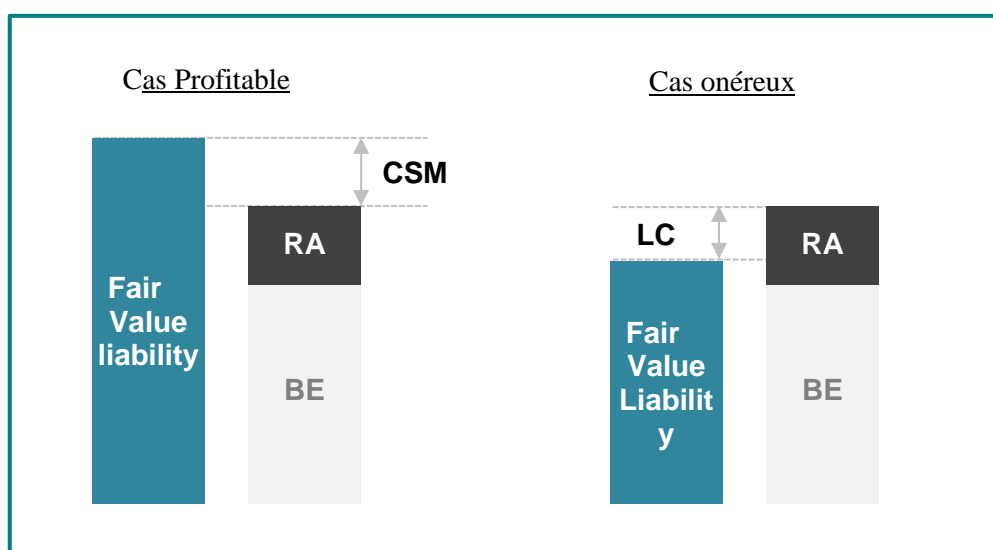 Cas Profitable
CSM
RA
Fair
Value
liability
BE
Cas onéreux
LC
RA
Fair
Value
Liabilit
y
BE